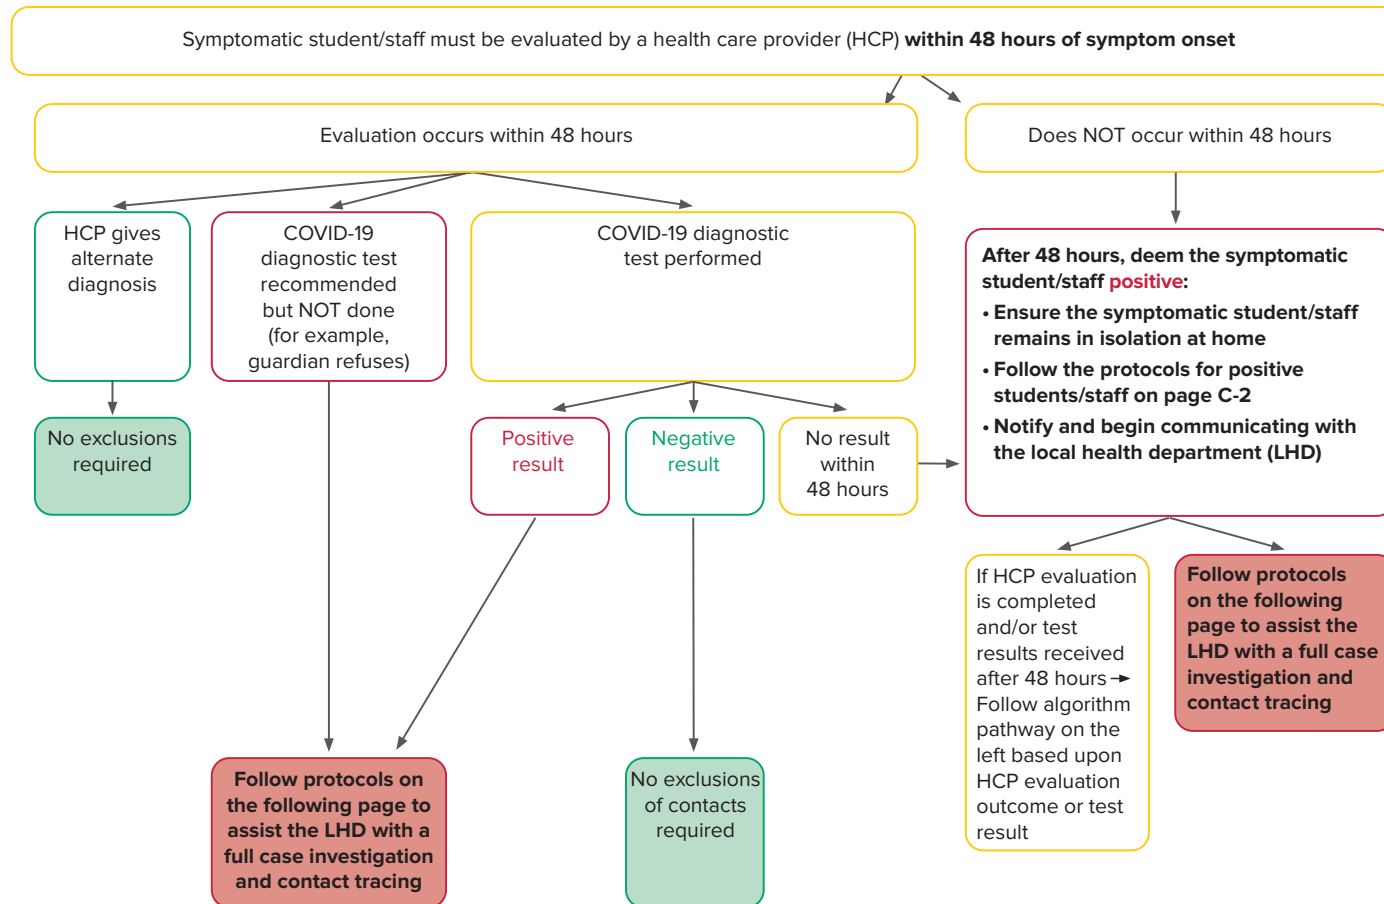 Symptomatic student/staff must be evaluated by a health care provider (HCP) within 48 hours of symptom onset
Evaluation occurs within 48 hours
Does NOT occur within 48 hours
HCP gives
alternate
diagnosis
COVID-19
diagnostic test
recommended
but NOT done
(for example,
guardian refuses)
COVID-19 diagnostic
test performed
After 48 hours, deem the symptomatic
student/staff positive:
• Ensure the symptomatic student/staff
remains in isolation at home
• Follow the protocols for positive
students/staff on page C-2
• Notify and begin communicating with
the local health department (LHD)
No exclusions
required
Positive
result
Negative
result
No result
within
48 hours
If HCP evaluation
is completed
and/or test
results received
after 48 hours →
Follow algorithm
pathway on the
left based upon
HCP evaluation
outcome or test
result
Follow protocols
on the following
page to assist the
LHD with a full case
investigation and
contact tracing
Follow protocols on
the following page to
assist the LHD with a
full case investigation
and contact tracing
No exclusions
of contacts
required